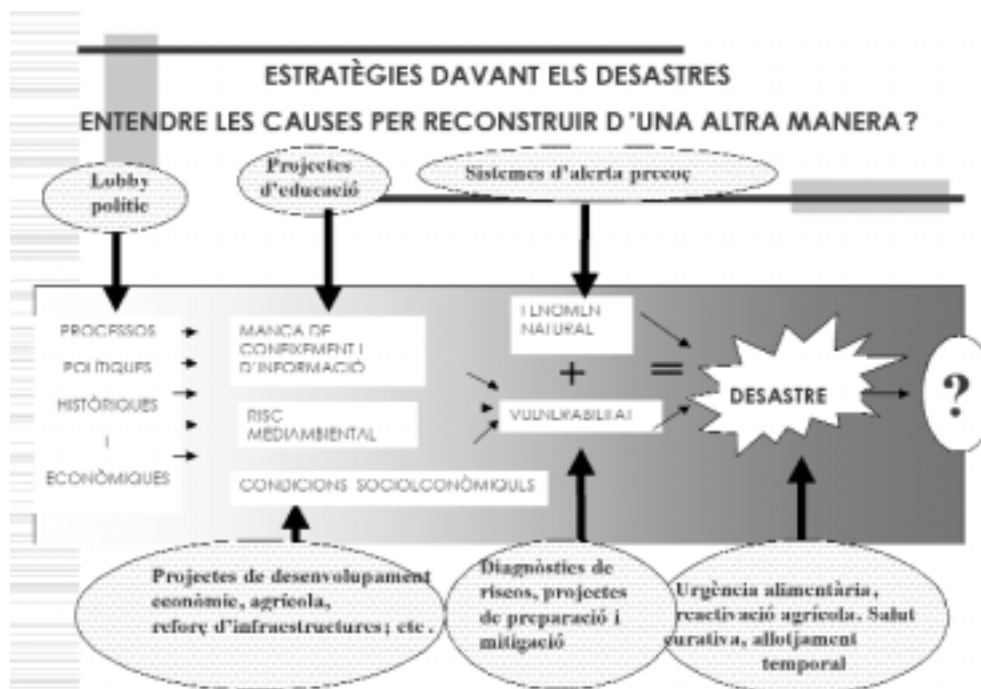 ESTRATÈGIES DAVANT ELS DESASTRES
ENTENDRE LES CAUSES PER RECONSTRUIR D'UNA ALTRA MANERA?
Lobby
polític
Projectes
d'educació
Sistemes d'alerta precoç
PROCESSOS
POLÍTIQUES
HISTÒRIQUES
I
ECONÒMIQUES
MANCA DE
CONEIXEMENT I
D'INFORMACIÓ
RISC
MEDIAMBIENTAL
CONDICIONS SOCIOECONÒMIQUES
FENOMEN
NATURAL
+
VULNERABILITAT
=
DESASTRE
?
Projectes de desenvolupament
econòmic, agrícola,
reforç d'infraestructures; etc.
Diagnòstics de
riscos, projectes
de preparació i
mitigació
Urgència alimentària,
reactivació agrícola. Salut
curativa, allotjament
temporal